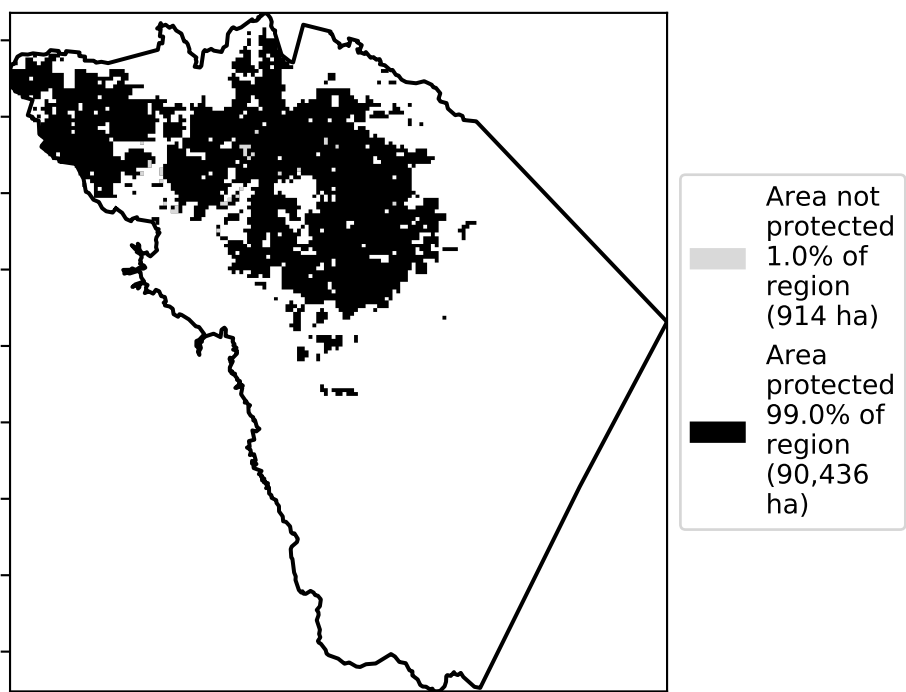 Area not
protected
1.0% of
region
(914 ha)
Area
protected
99.0% of
region
(90,436
ha)